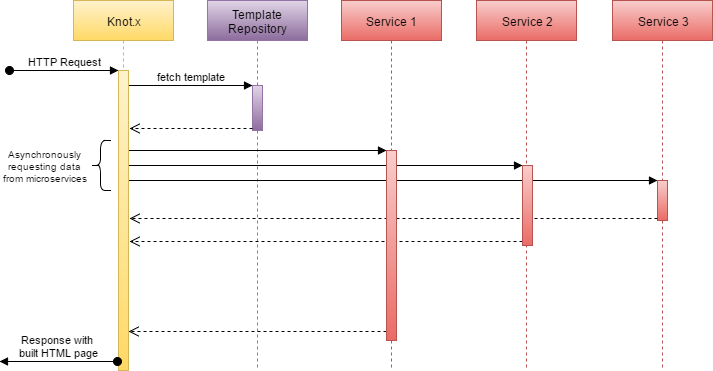 Knot.x
Template
Repository
Service 1
Service 2
Service 3
HTTP Request
fetch template
Asynchronously
requesting data
from microservices
Response with
built HTML page